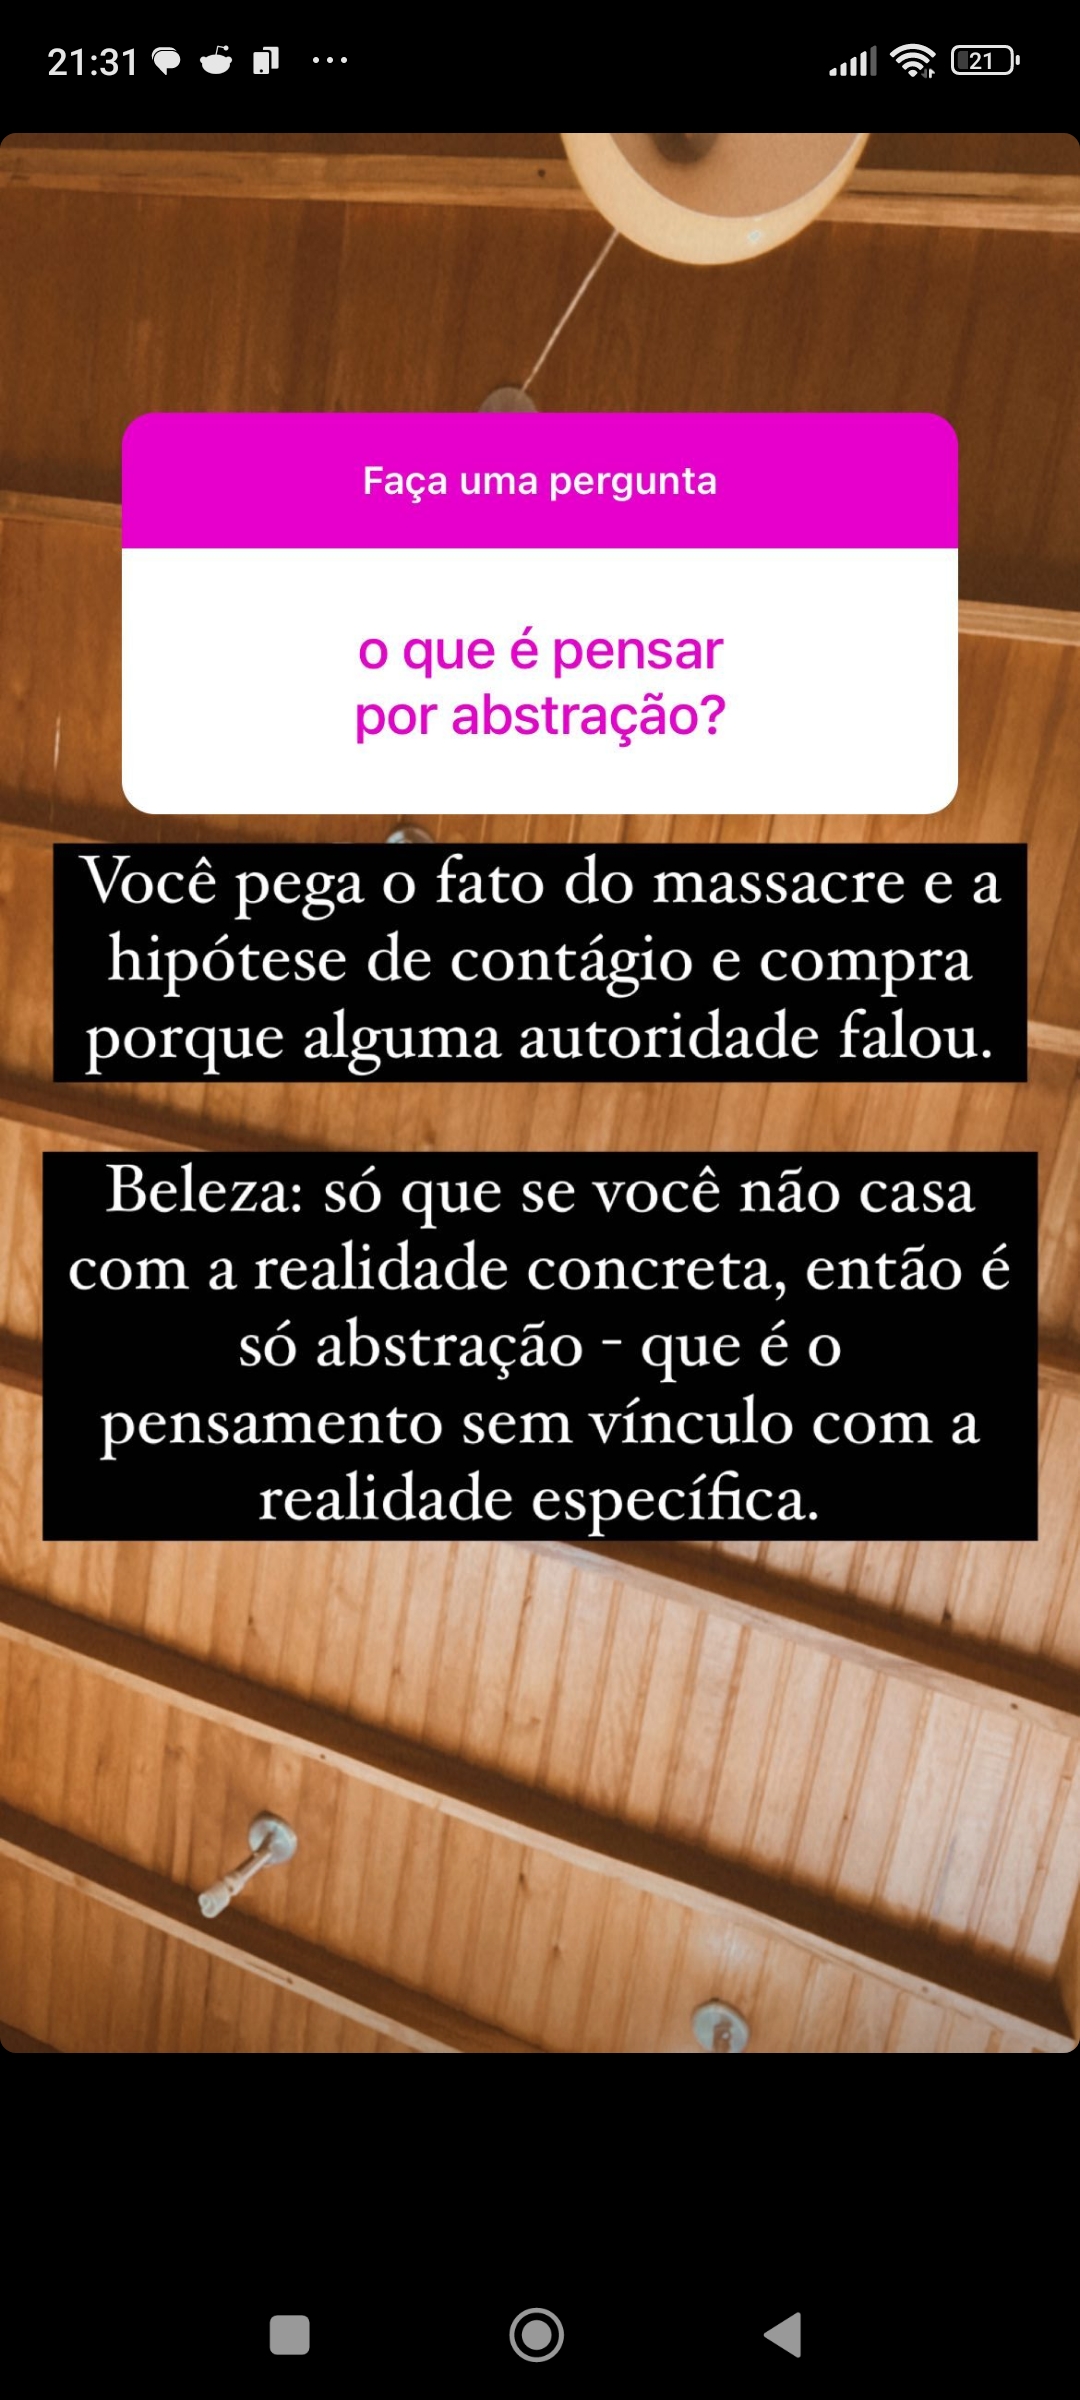 21:31
21
Faça uma pergunta
o que é pensar
por abstração?
Você pega o fato do massacre e a
hipótese de contágio e compra
porque alguma autoridade falou.
Beleza: só que se você não casa
com a realidade concreta, então é
só abstração - que é o
pensamento sem vínculo com a
realidade específica.